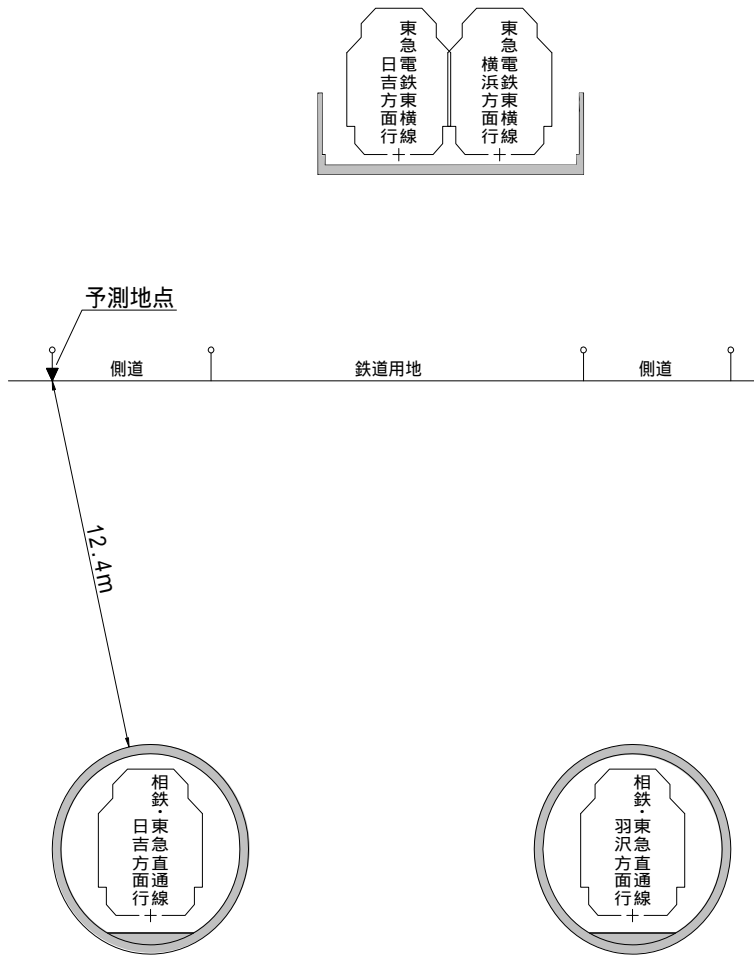 東急電鉄東横線
日吉方面行
東急電鉄東横線
横浜方面行
予測地点
側道
鉄道用地
側道
12.4m
相鉄・東急直通線
日吉方面行
相鉄・東急直通線
羽沢方面行